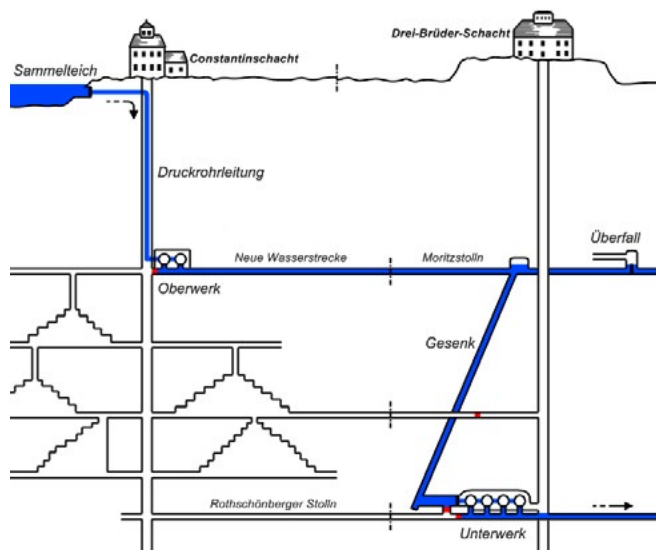 Drei-Brüder-Schacht
Constantinschacht
Sammelteich
Druckrohrleitung
Überfall
Neue Wasserstrecke
Moritzstolln
Oberwerk
Gesenk
Rothschönberger Stolln
Unterwerk